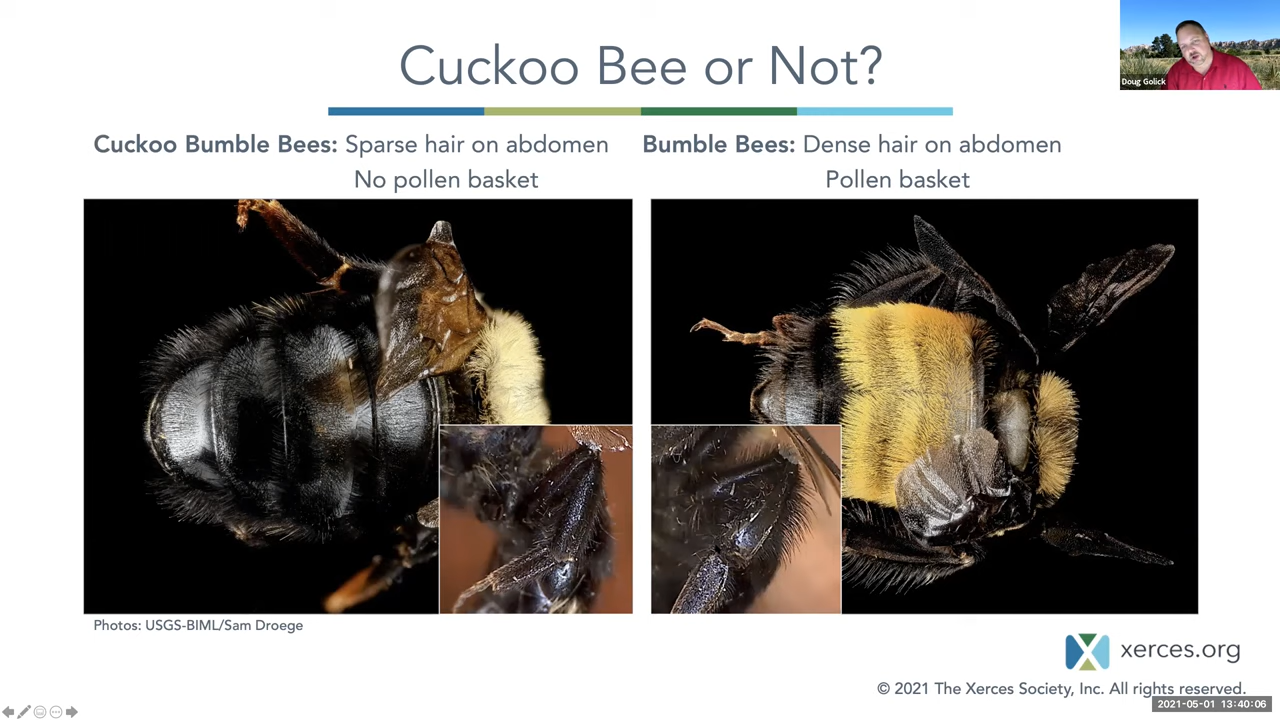 Cuckoo Bee or Not?
Doug Golick
Cuckoo Bumble Bees: Sparse hair on abdomen
No pollen basket
Bumble Bees: Dense hair on abdomen
Pollen basket
Photos: USGS-BIML/Sam Droege
xerces.org
© 2021 The Xerces Society, Inc. All rights reserved.
2021-05-01 13:40:06